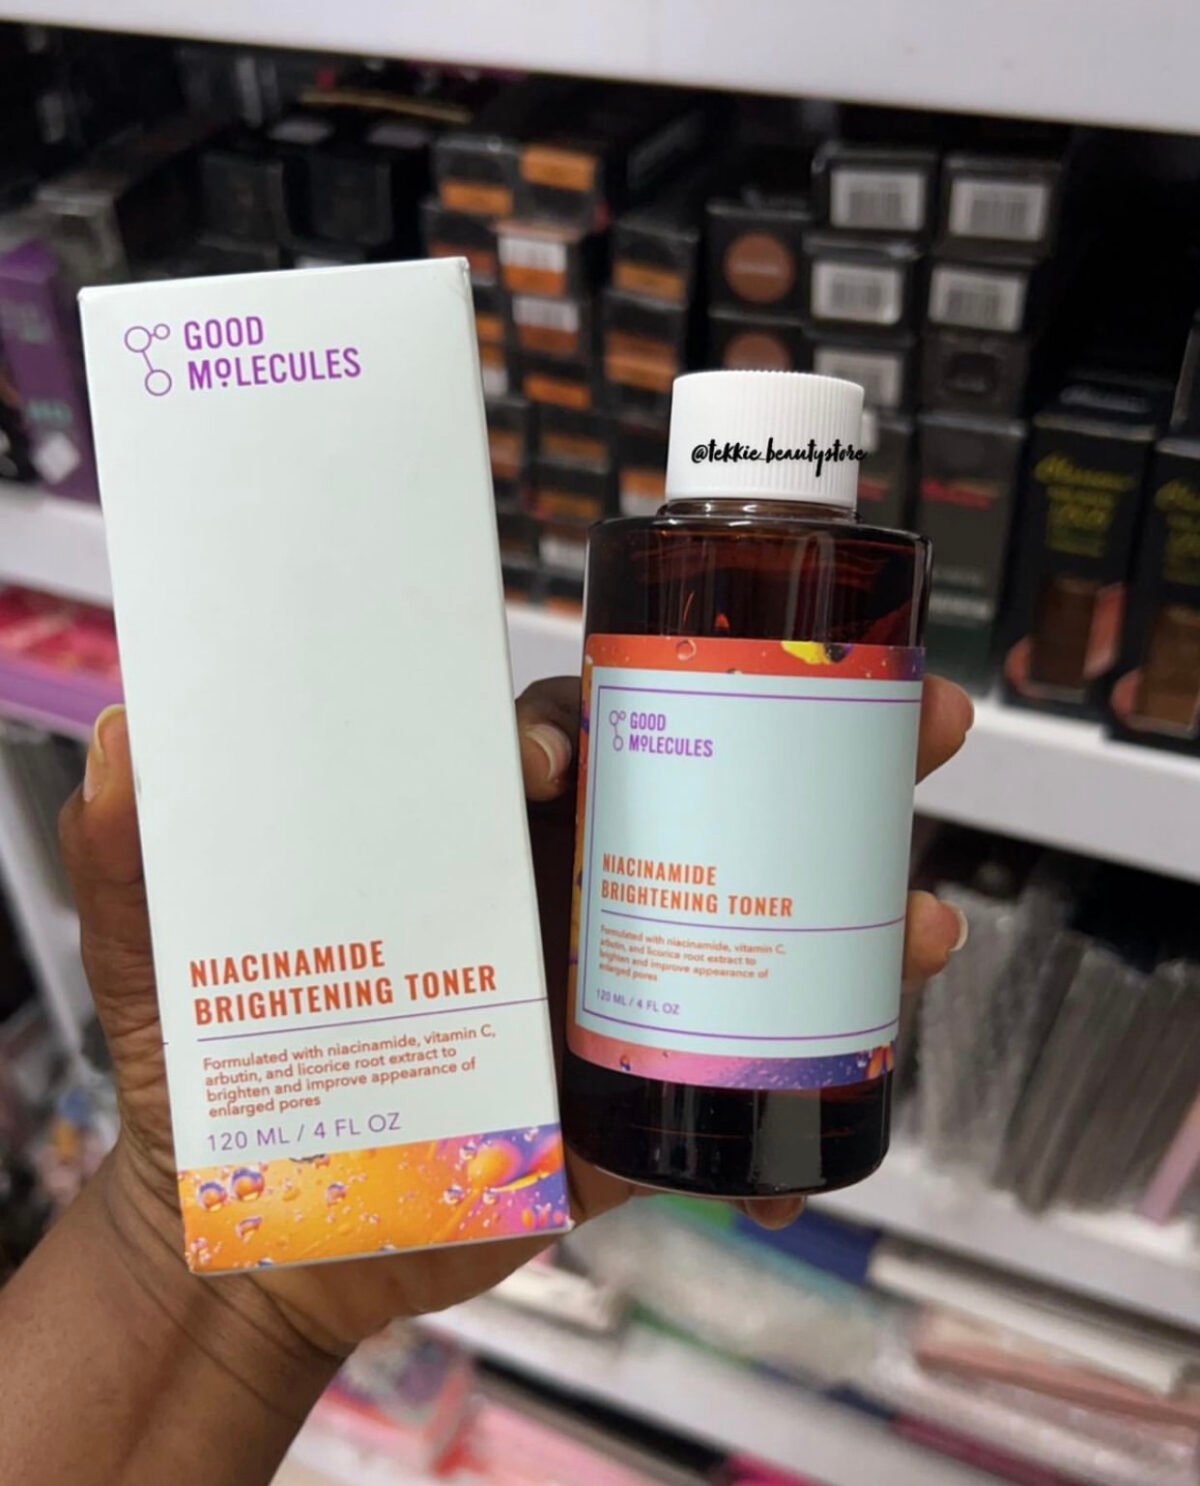 GOOD
MOLECULES
NIACINAMIDE
BRIGHTENING TONER
Formulated with niacinamide, vitamin C,
arbutin, and licorice root extract to
brighten and improve appearance of
enlarged pores
120 ML / 4 FL OZ
@tekkie_beautystore
GOOD
MOLECULES
NIACINAMIDE
BRIGHTENING TONER
Formulated with niacinamide, vitamin C,
arbutin, and licorice root extract to
brighten and improve appearance of
enlarged pores
120 ML / 4 FL OZ